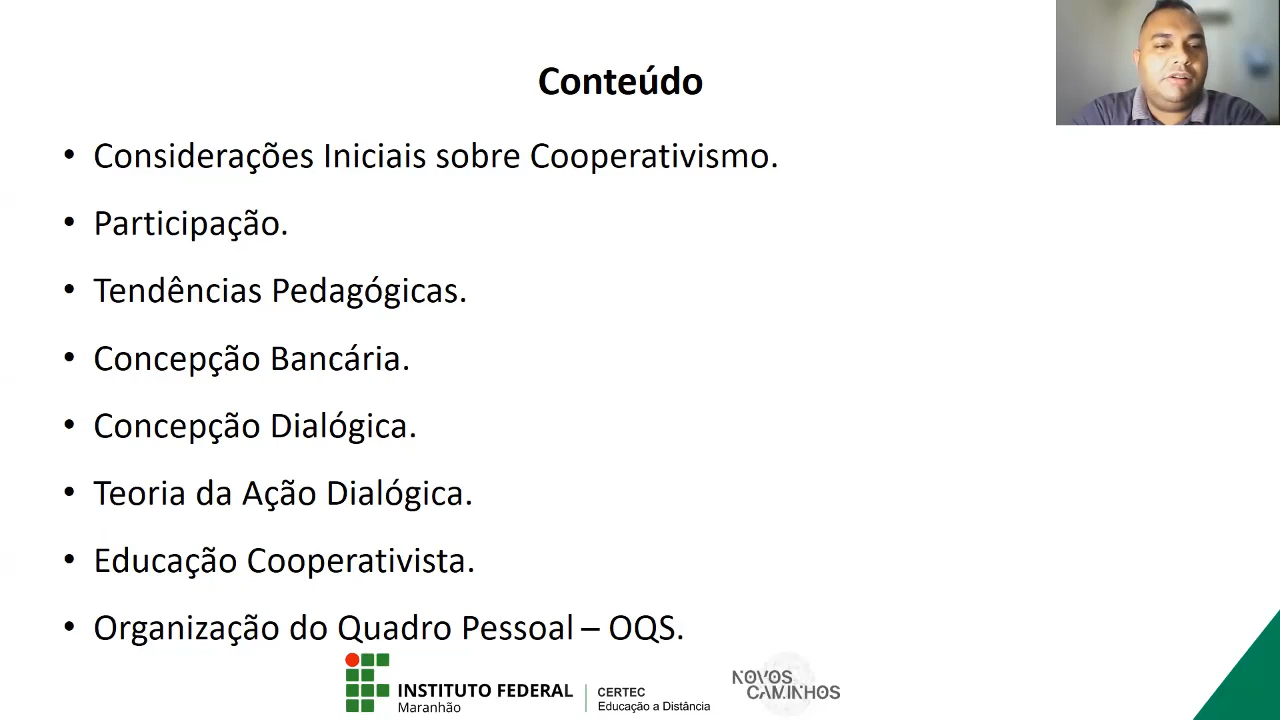 Conteúdo
• Considerações Iniciais sobre Cooperativismo.
• Participação.
• Tendências Pedagógicas.
• Concepção Bancária.
• Concepção Dialógica.
• Teoria da Ação Dialógica.
• Educação Cooperativista.
• Organização do Quadro Pessoal – OQS.
INSTITUTO FEDERAL
Maranhão
CERTEC
Educação a Distância
NOVOS
CAMINHOS